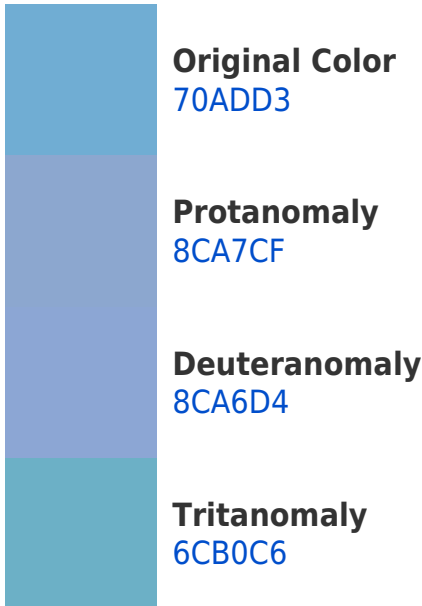 Original Color
70ADD3
Protanomaly
8CA7CF
Deuteranomaly
8CA6D4
Tritanomaly
6CB0C6